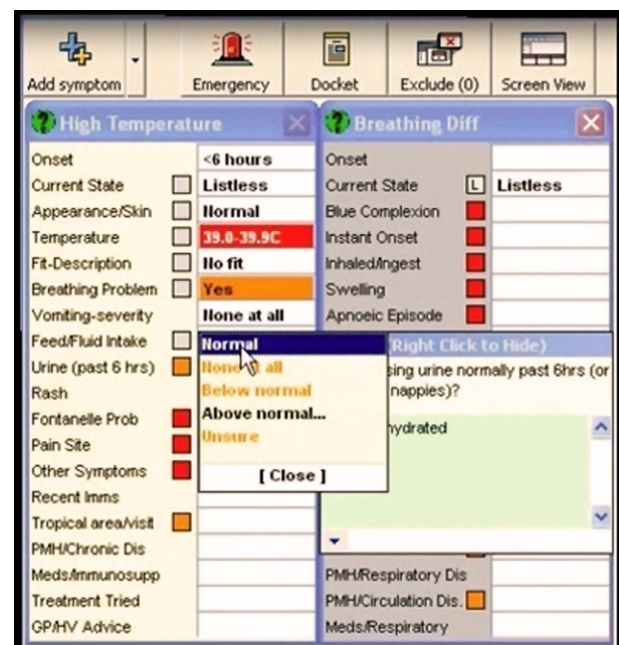 Add symptom
Emergency
Docket
Exclude (0)
Screen View
High Temperature
Onset <6 hours
Current State Listless
Appearance/Skin Normal
Temperature 39.0-39.9C
Fit-Description No fit
Breathing Problem Yes
Vomiting-severity None at all
Feed/Fluid Intake
Urine (past 6 hrs)
Rash
Fontanelle Prob
Pain Site
Other Symptoms
Recent Imms
Tropical area/visit
PMH/Chronic Dis
Meds/Immunosupp
Treatment Tried
GP/HV Advice
Normal
None at all
Below normal
Above normal...
Unsure
[ Close ]
Breathing Diff
Onset
Current State L Listless
Blue Complexion
Instant Onset
Inhaled/Ingest
Swelling
Apnoeic Episode
(Right Click to Hide)
sing urine normally past 6hrs (or
nappies)?
hydrated
PMH/Respiratory Dis
PMH/Circulation Dis.
Meds/Respiratory